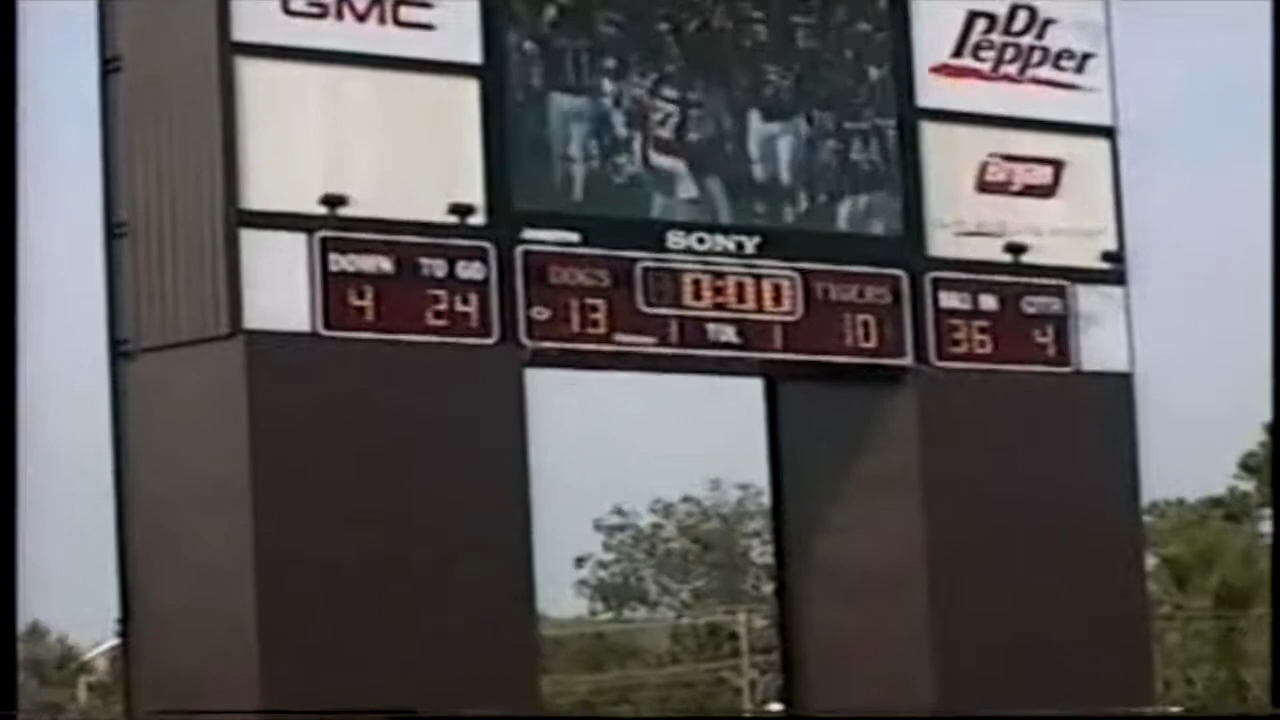 GMC
Dr
Pepper
Bryan
SONY
DOWN TO GO
4 24
DOGS 0:00 TIGERS
13 1 TOL 1 10
BALL ON QTR
36 4